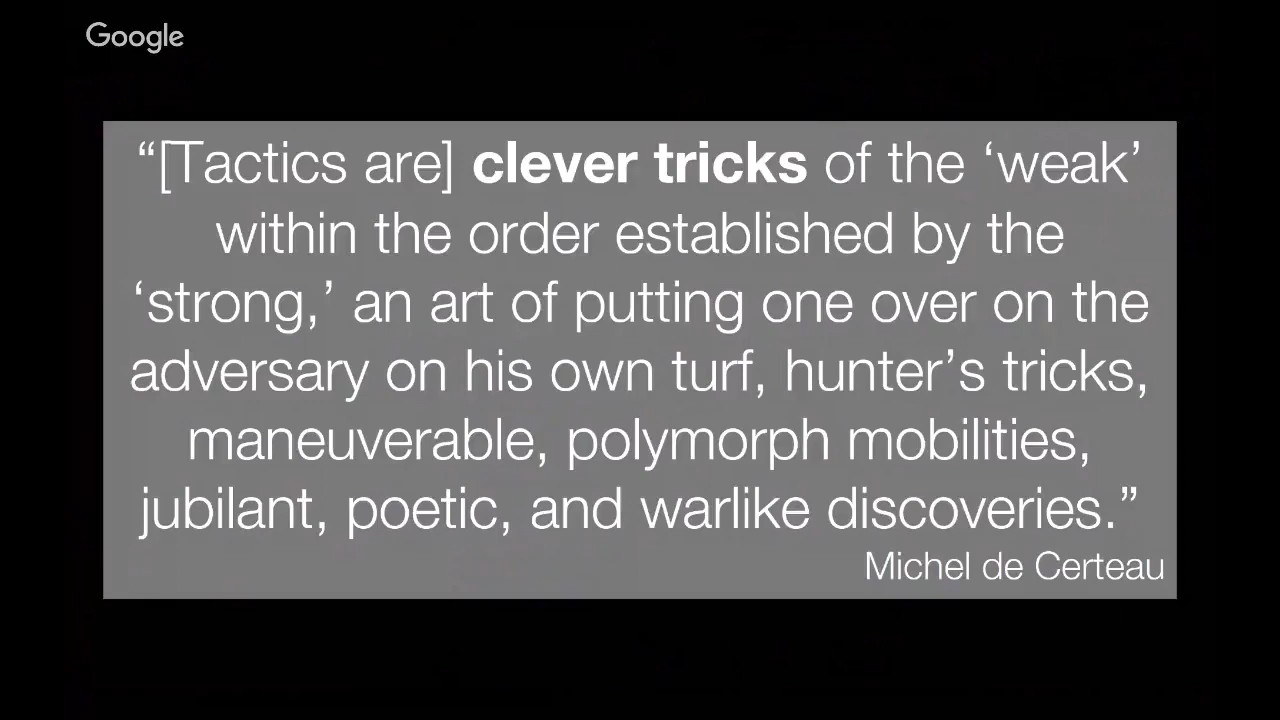 Google
“[Tactics are] clever tricks of the ‘weak’
within the order established by the
‘strong,’ an art of putting one over on the
adversary on his own turf, hunter’s tricks,
maneuverable, polymorph mobilities,
jubilant, poetic, and warlike discoveries.”
Michel de Certeau